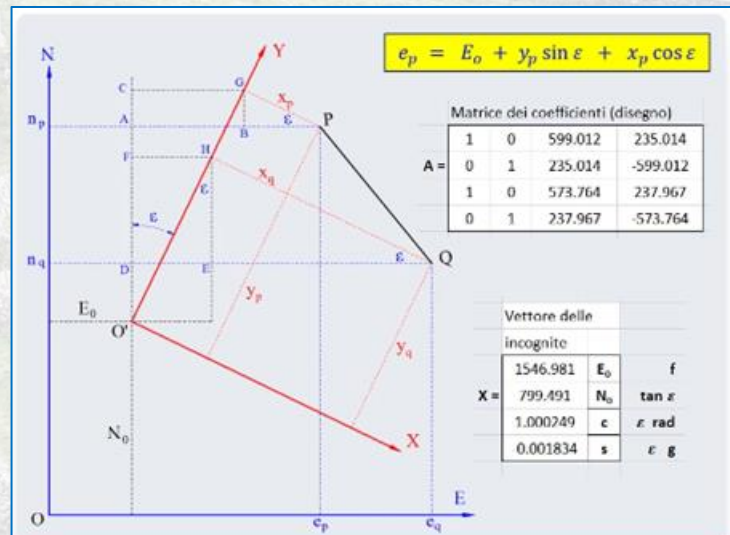 N
Y
e_p = E_o + y_p sin ε + x_p cos ε
C
G
x_p
n_p
A
B
ε
P
F
H
x_q
ε
ε
n_q
D
E
ε
Q
y_p
E_0
O'
y_q
N_0
X
O
E
e_p
e_q
Matrice dei coefficienti (disegno)
A =
1 0 599.012 235.014
0 1 235.014 -599.012
1 0 573.764 237.967
0 1 237.967 -573.764
Vettore delle
incognite
X =
1546.981 E_o f
799.491 N_o tan ε
1.000249 c ε rad
0.001834 s ε g